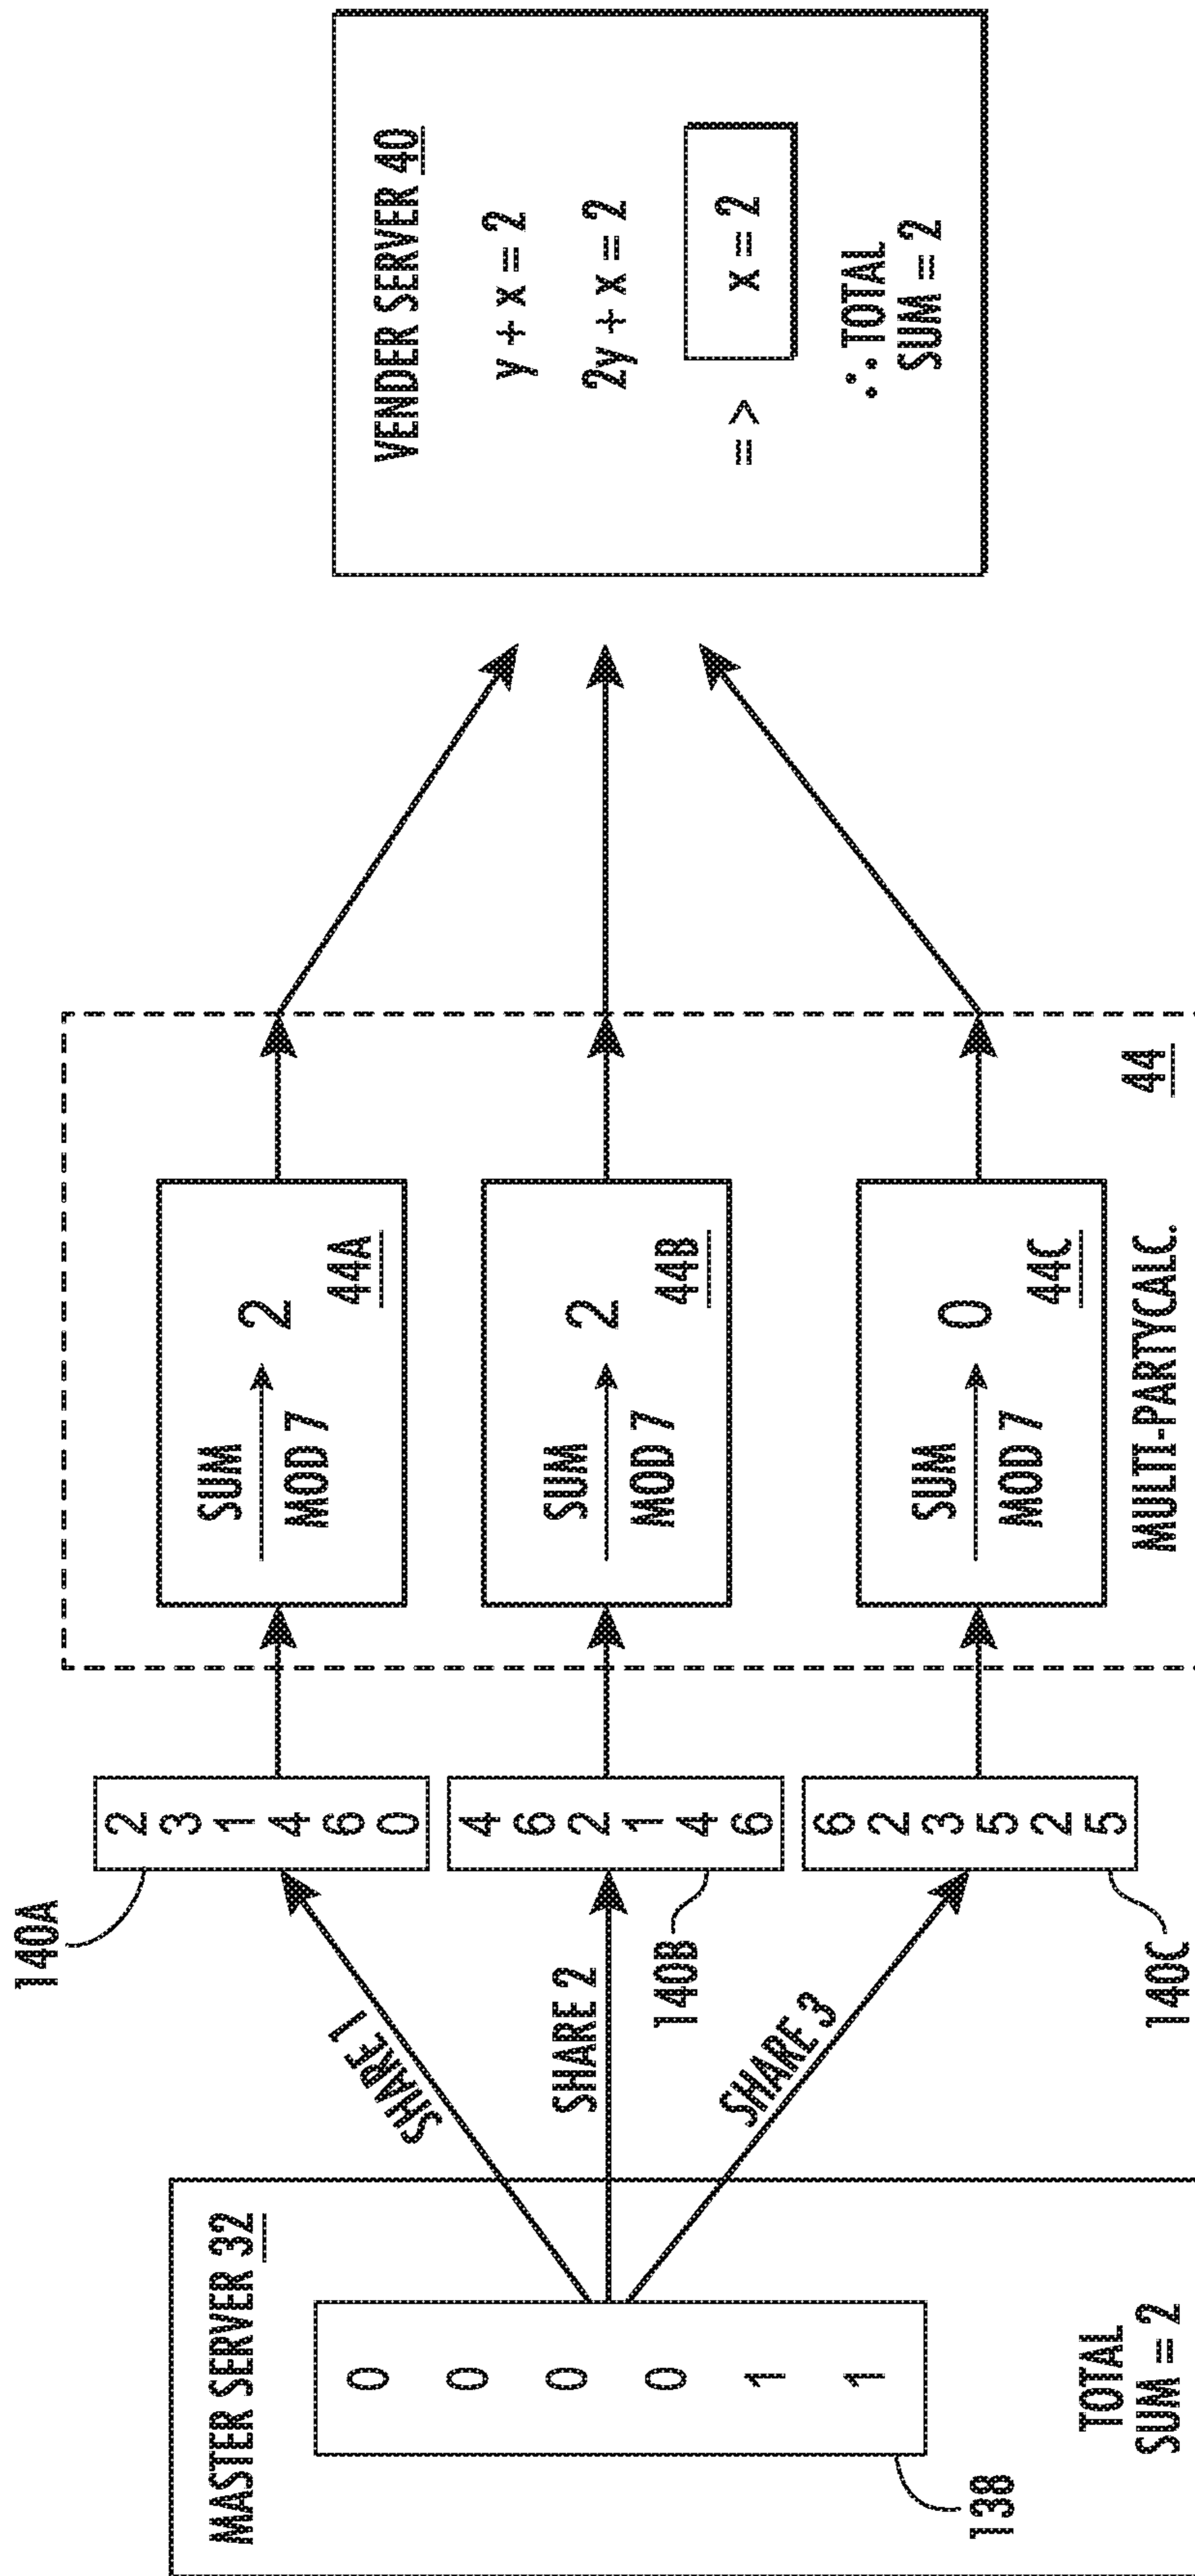 MASTER SERVER 32
0
0
0
0
1
1
138
TOTAL
SUM = 2
SHARE 1
SHARE 2
SHARE 3
140A
2
3
1
4
6
0
4
6
2
1
4
6
140B
6
2
3
5
2
5
140C
SUM
MOD 7
2
44A
SUM
MOD 7
2
44B
SUM
MOD 7
0
44C
MULTI-PARTYCALC.
44
VENDER SERVER 40
y + x = 2
2y + x = 2
= > x = 2
∴ TOTAL
SUM = 2